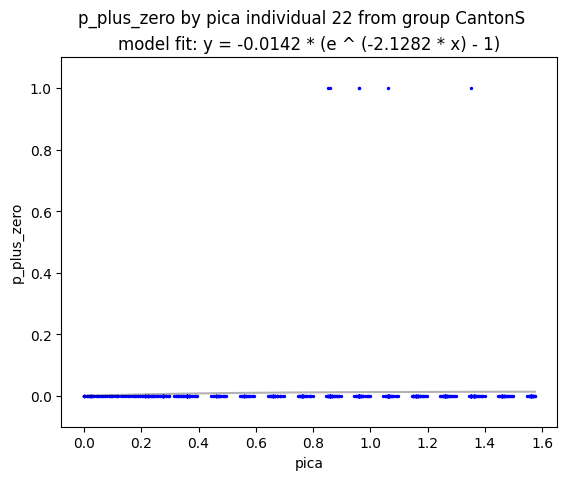 p_plus_zero by pica individual 22 from group CantonS
model fit: y = -0.0142 * (e ^ (-2.1282 * x) - 1)
1.0
0.8
0.6
0.4
0.2
0.0
p_plus_zero
0.0 0.2 0.4 0.6 0.8 1.0 1.2 1.4 1.6
pica